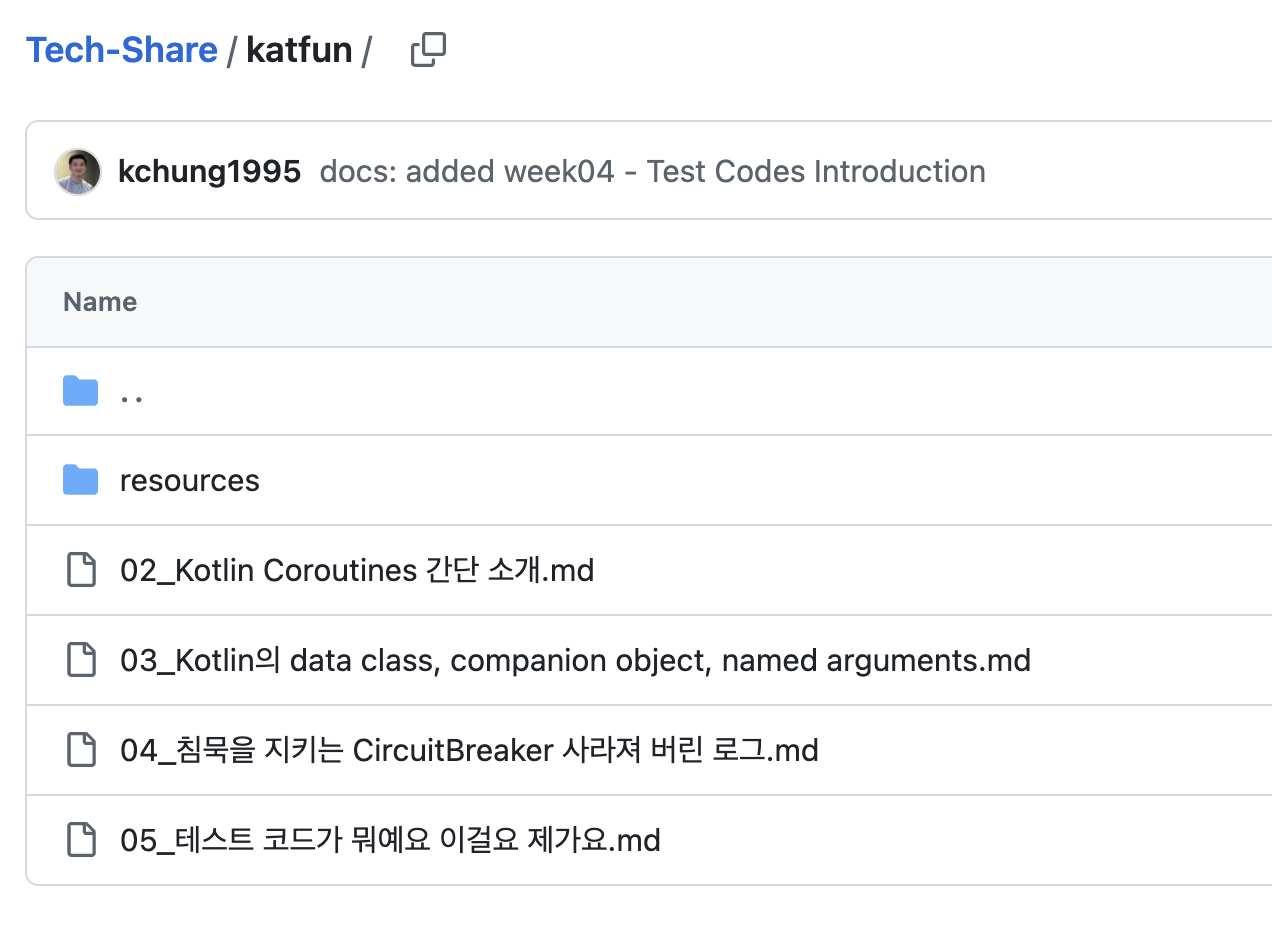 Tech-Share / katfun /
kchung1995 docs: added week04 - Test Codes Introduction
Name
..
resources
02_Kotlin Coroutines 간단 소개.md
03_Kotlin의 data class, companion object, named arguments.md
04_침묵을 지키는 CircuitBreaker 사라져 버린 로그.md
05_테스트 코드가 뭐예요 이걸요 제가요.md